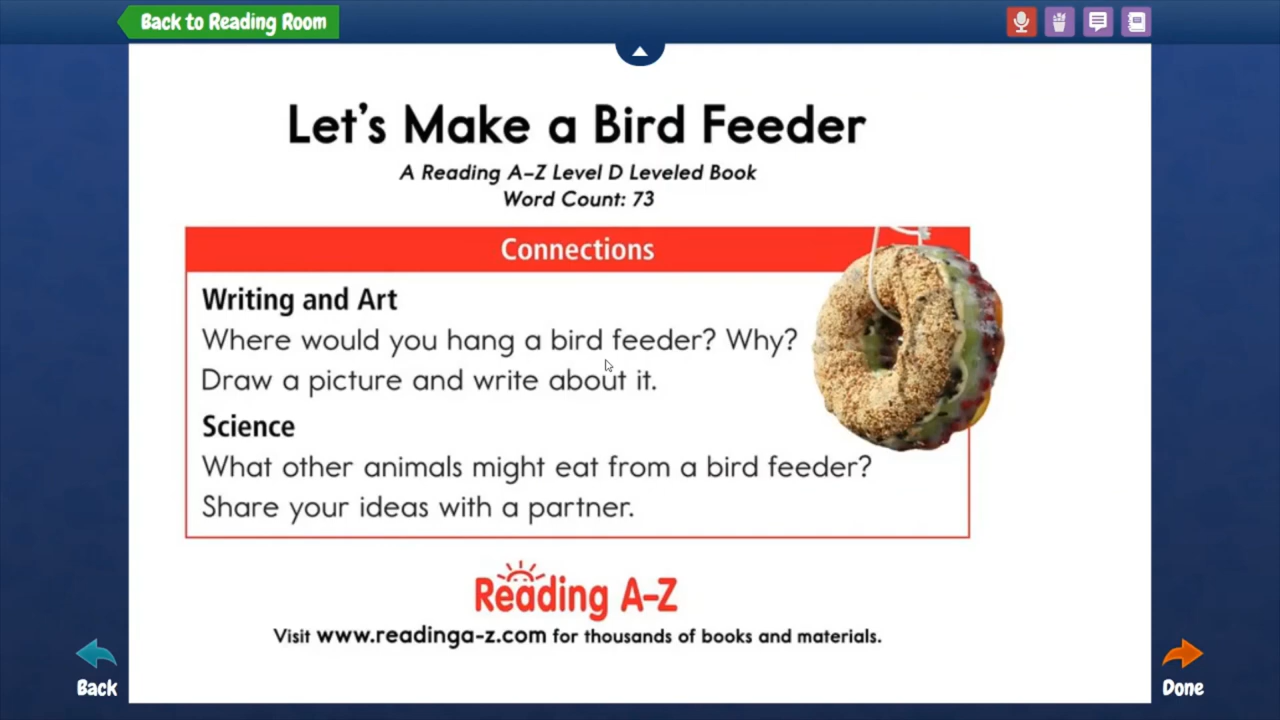 Back to Reading Room
Let's Make a Bird Feeder
A Reading A–Z Level D Leveled Book
Word Count: 73
Connections
Writing and Art
Where would you hang a bird feeder? Why?
Draw a picture and write about it.
Science
What other animals might eat from a bird feeder?
Share your ideas with a partner.
Reading A–Z
Visit www.readinga-z.com for thousands of books and materials.
Back
Done